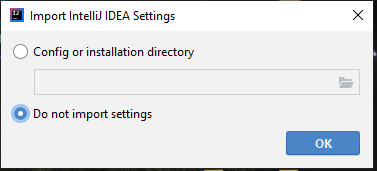 Import IntelliJ IDEA Settings
Config or installation directory
Do not import settings
OK